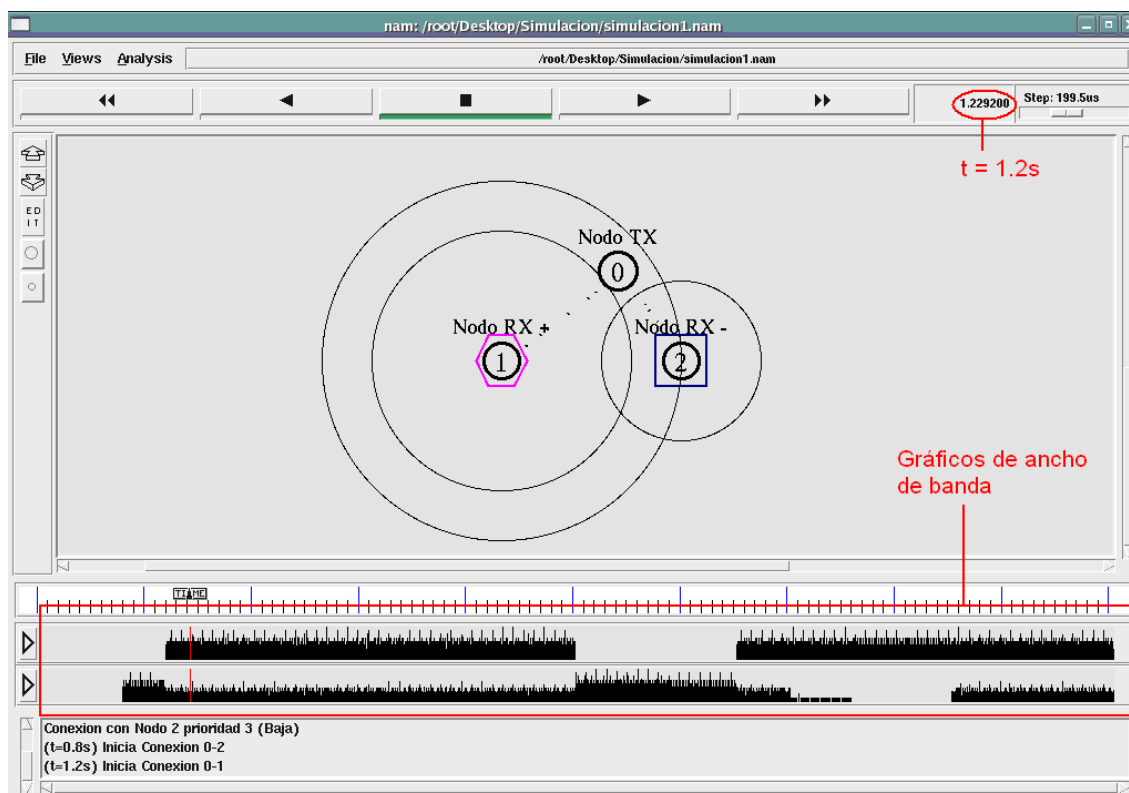 nam: /root/Desktop/Simulacion/simulacion1.nam
File Views Analysis /root/Desktop/Simulacion/simulacion1.nam
1.229200 Step: 199.5us
t = 1.2s
E D
I T
Nodo TX
0
Nodo RX + Nodo RX -
1 2
Gráficos de ancho
de banda
TIME
Conexion con Nodo 2 prioridad 3 (Baja)
(t=0.8s) Inicia Conexion 0-2
(t=1.2s) Inicia Conexion 0-1